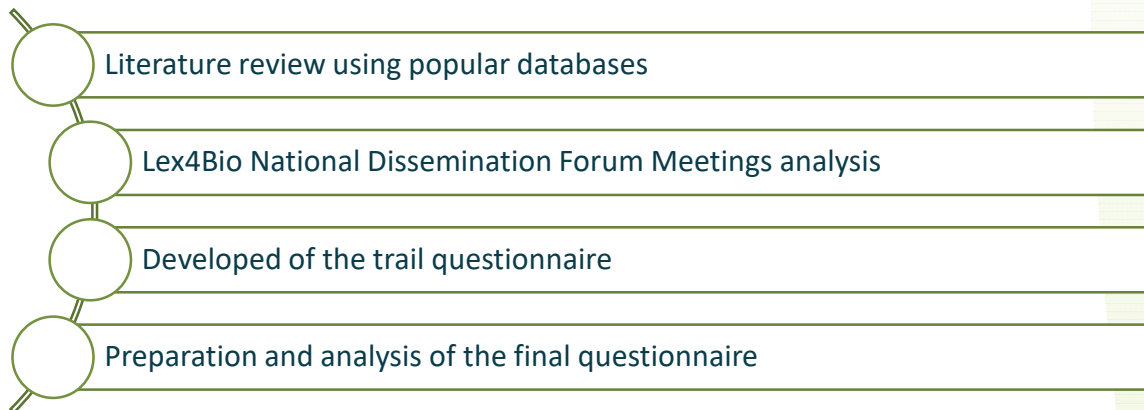 Literature review using popular databases
Lex4Bio National Dissemination Forum Meetings analysis
Developed of the trail questionnaire
Preparation and analysis of the final questionnaire